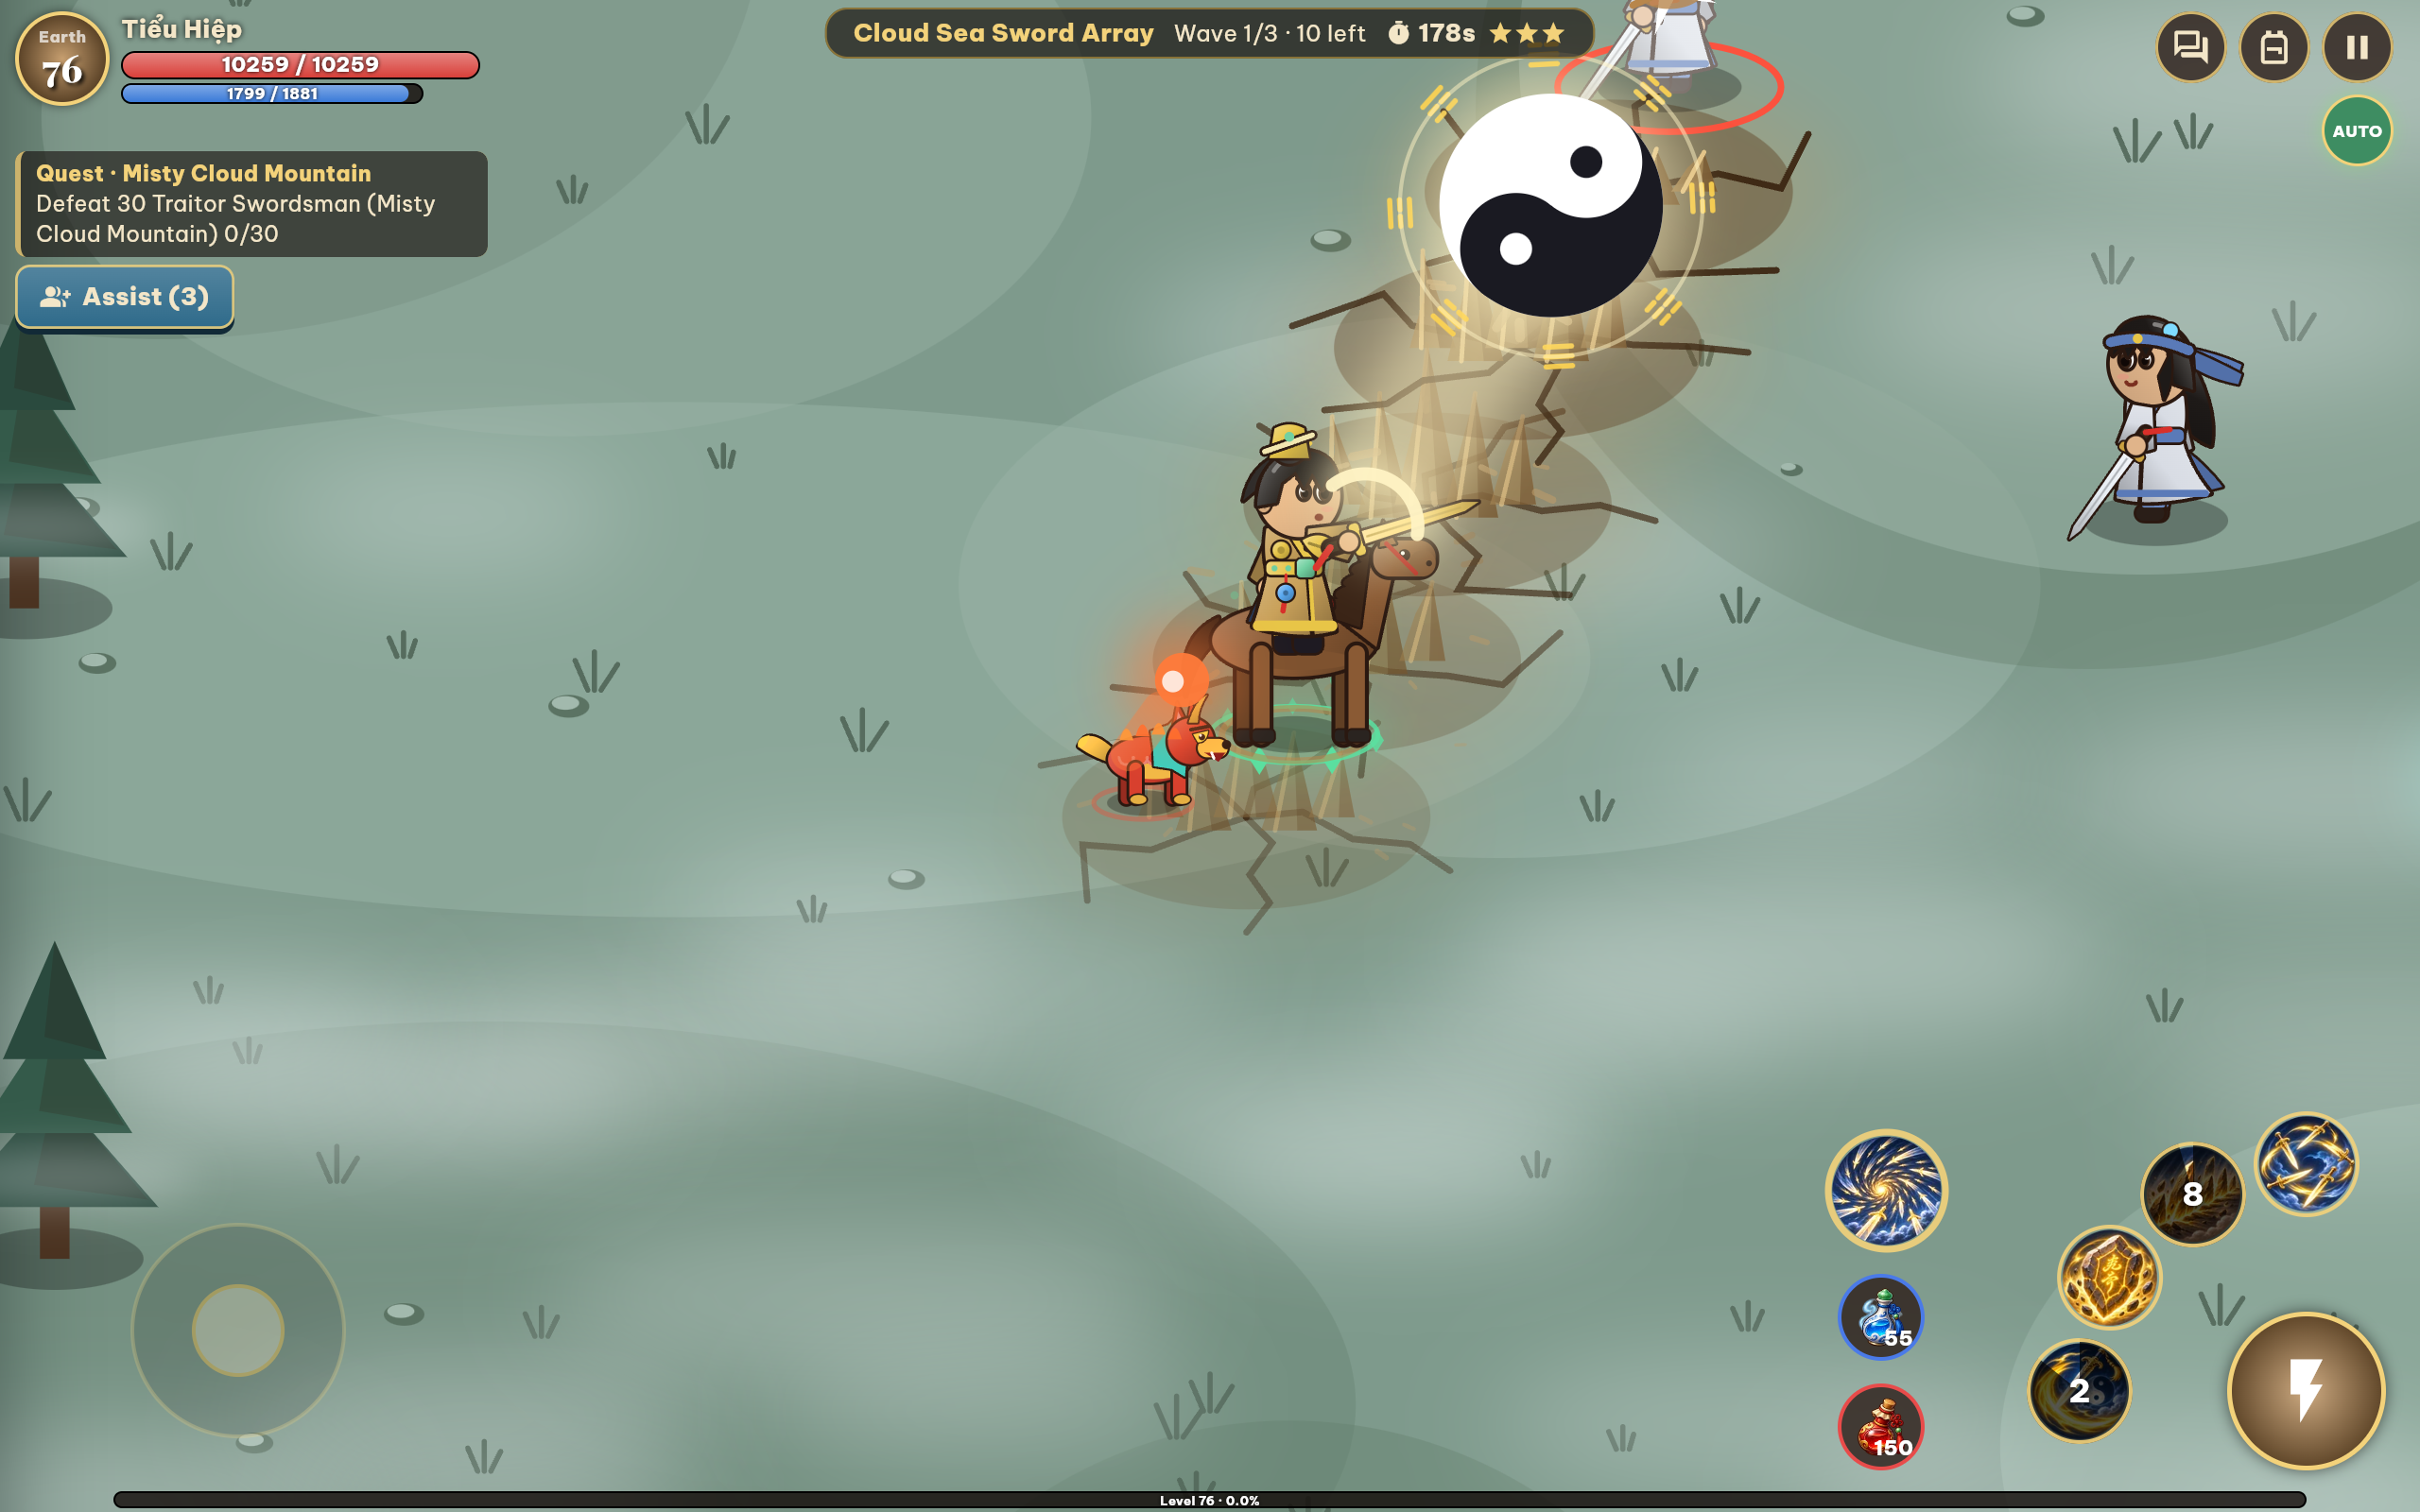 Earth
76
Tiểu Hiệp
10259 / 10259
1799 / 1881
Cloud Sea Sword Array Wave 1/3 · 10 left 178s
AUTO
Quest · Misty Cloud Mountain
Defeat 30 Traitor Swordsman (Misty
Cloud Mountain) 0/30
Assist (3)
8
55
2
150
Level 76 · 0.0%